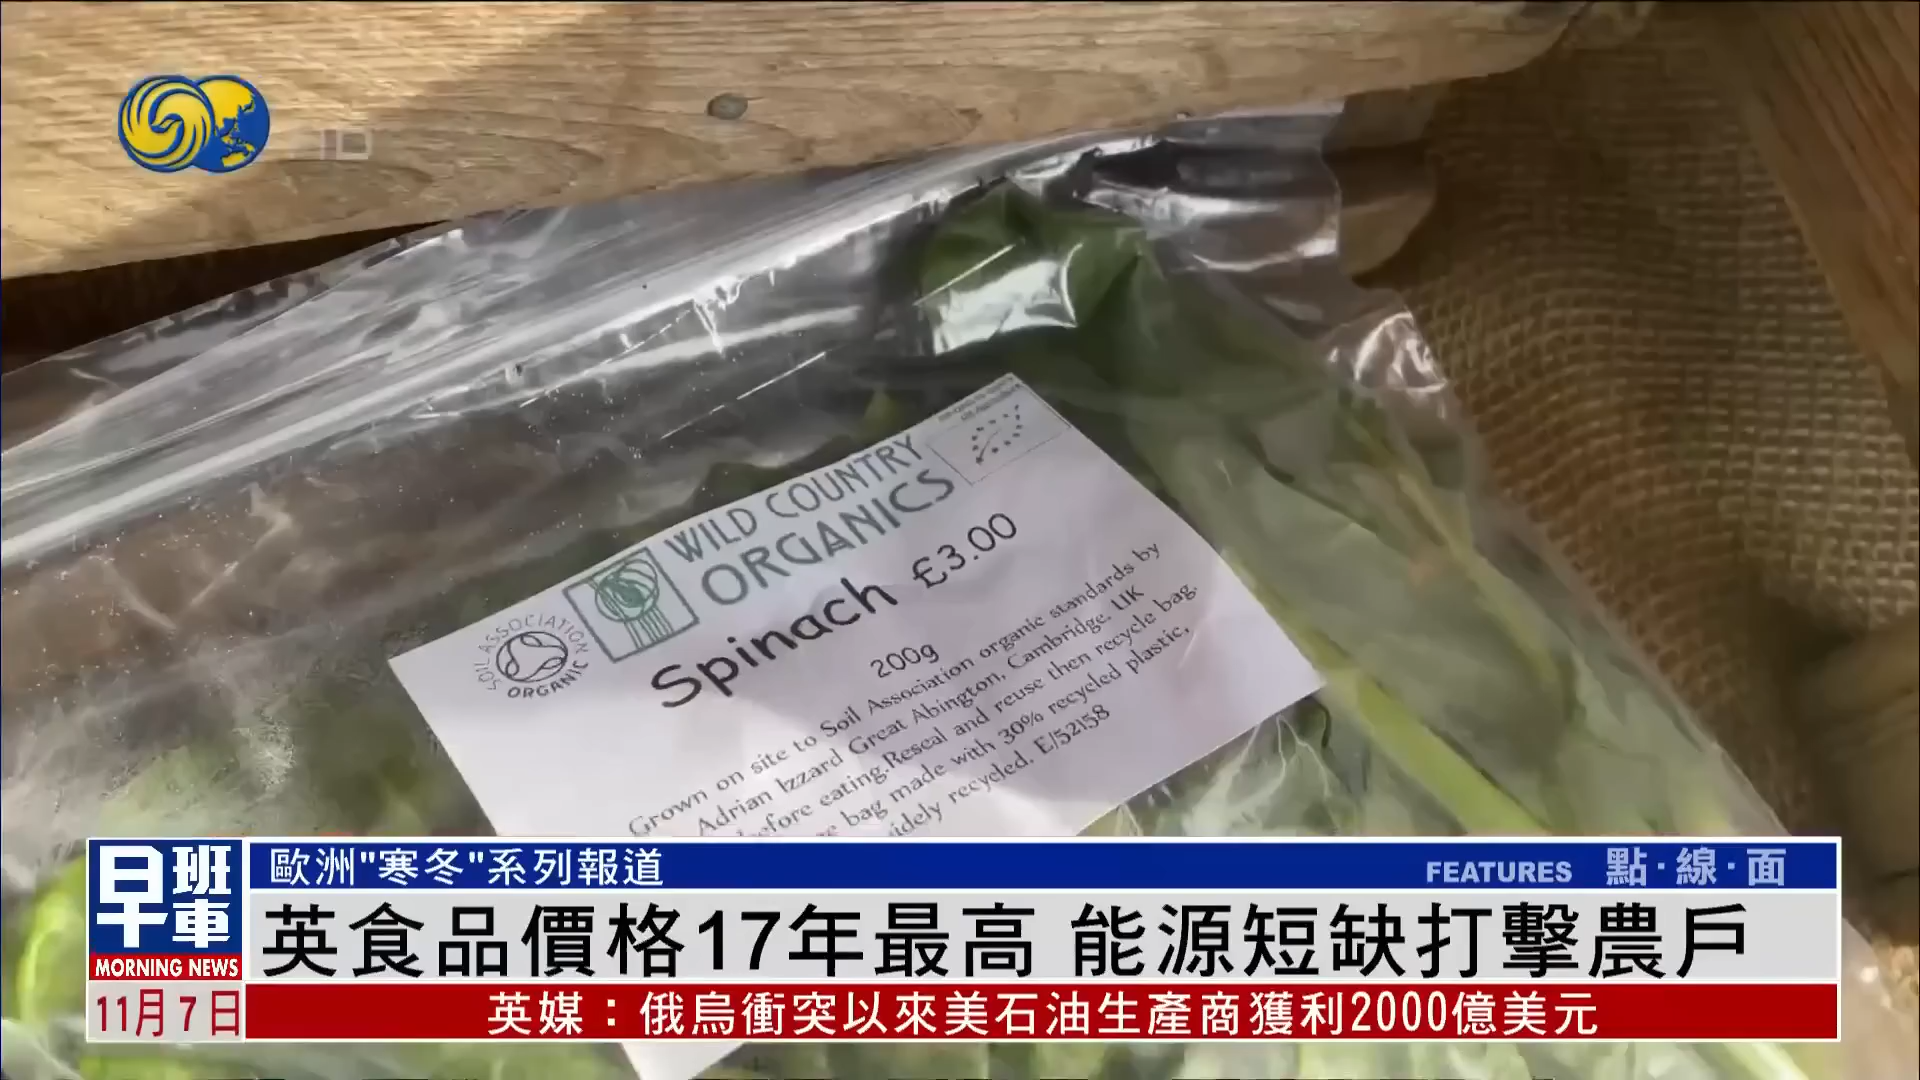 WILD COUNTRY
ORGANICS
SOIL ASSOCIATION
ORGANIC
Spinach £3.00
200g
Grown on site to Soil Association organic standards by
Adrian Izzard Great Abington, Cambridge. UK
before eating.Reseal and reuse then recycle bag.
bag made with 30% recycled plastic,
widely recycled. E/52158
歐洲"寒冬"系列報道
FEATURES 點·線·面
早班車
MORNING NEWS
英食品價格17年最高 能源短缺打擊農戶
11月7日
英媒：俄烏衝突以來美石油生產商獲利2000億美元